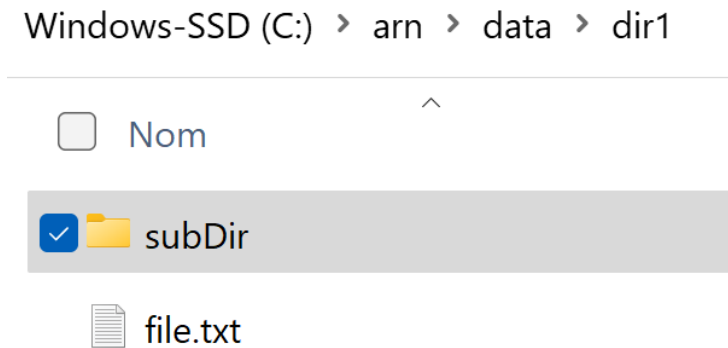 Windows-SSD (C:) > arn > data > dir1
Nom
subDir
file.txt